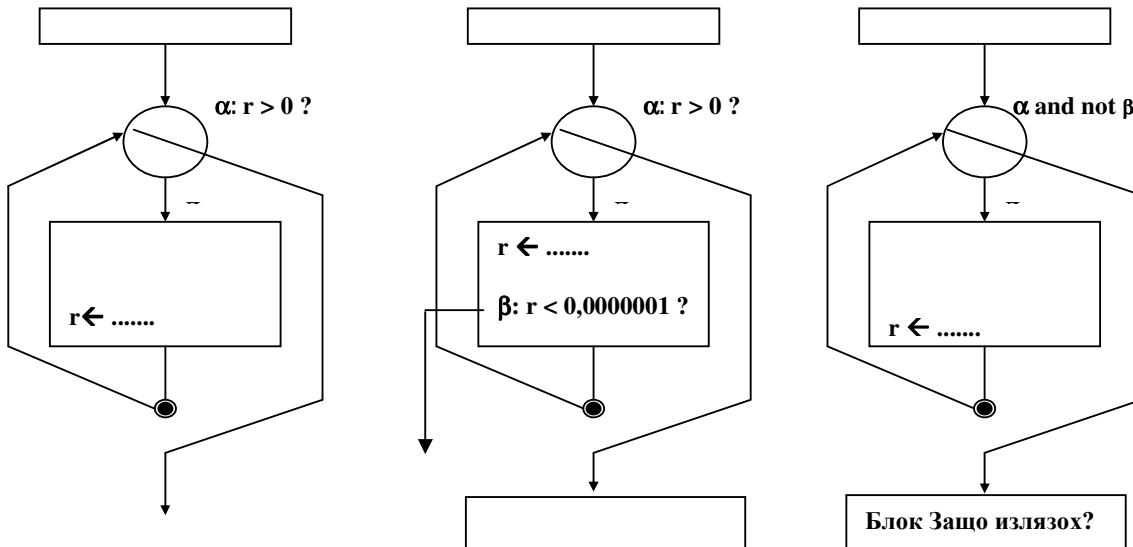 α: r > 0 ?
r← .......
α: r > 0 ?
r ← .......
β: r < 0,0000001 ?
α and not β
r ← .......
Блок Защо излязох?